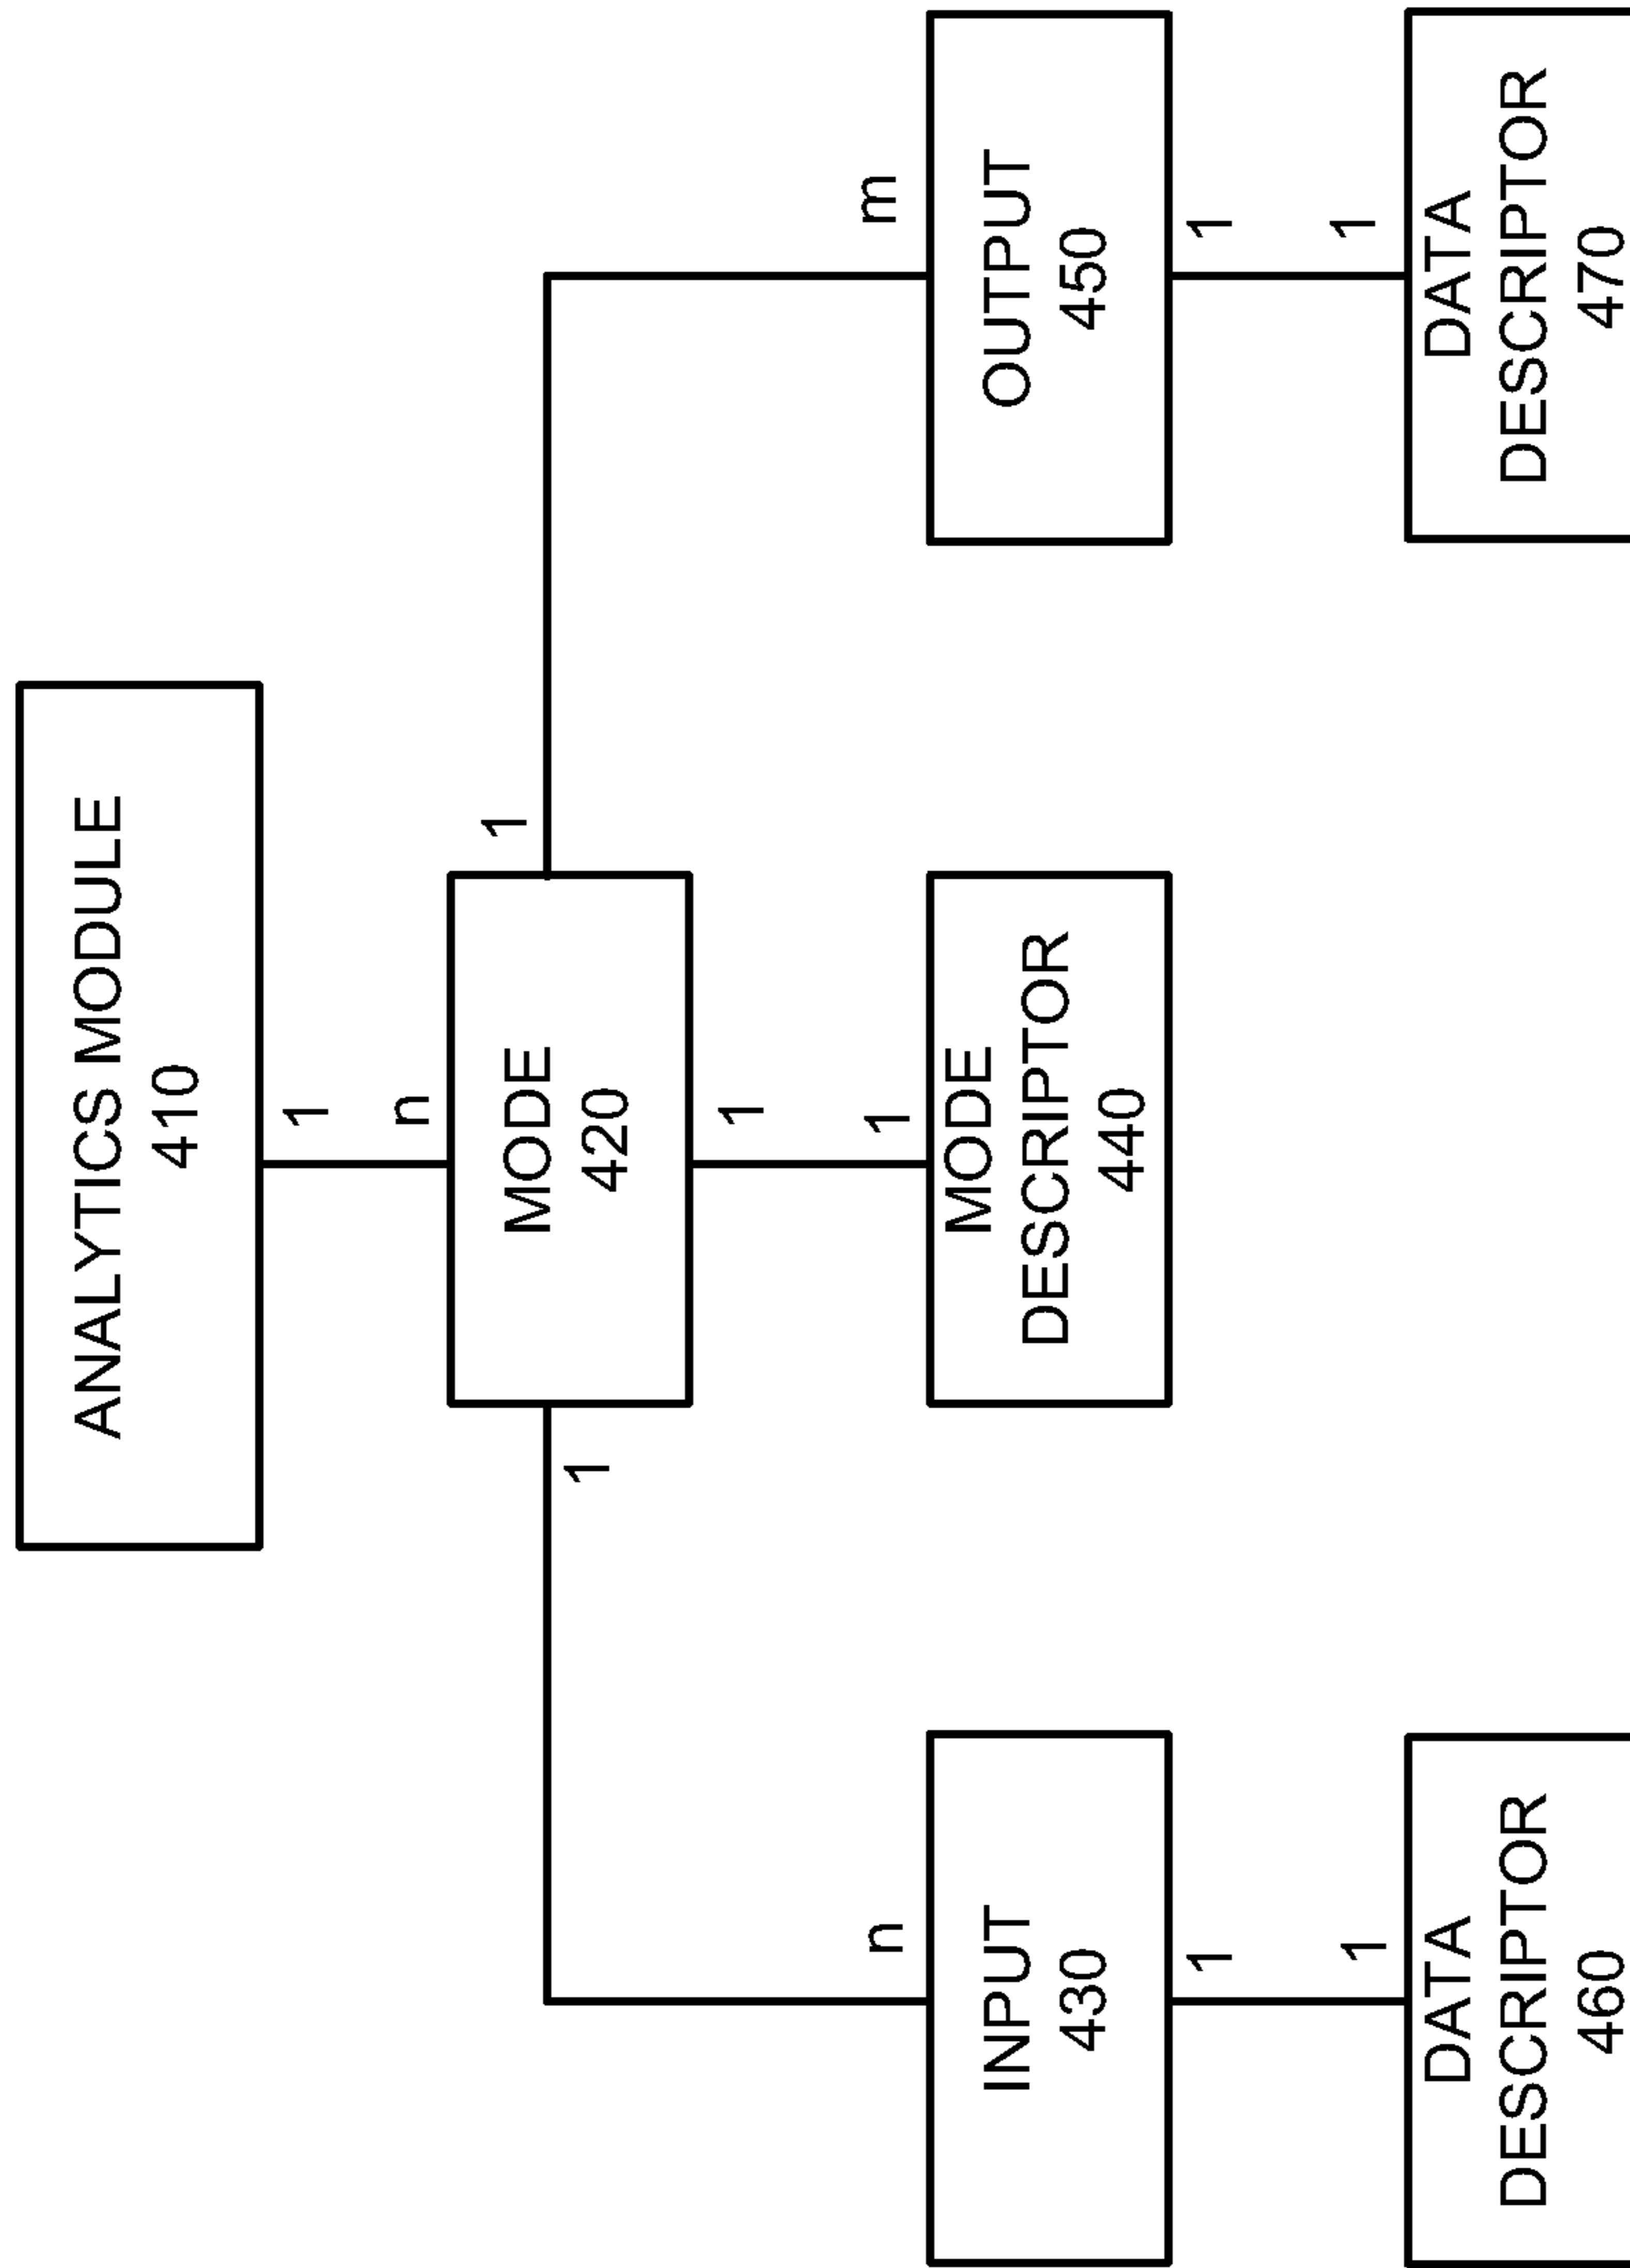 ANALYTICS MODULE
410
1
n
MODE
420
1
1
1
1
n
m
INPUT
430
MODE
DESCRIPTOR
440
OUTPUT
450
1
1
1
1
DATA
DESCRIPTOR
460
DATA
DESCRIPTOR
470